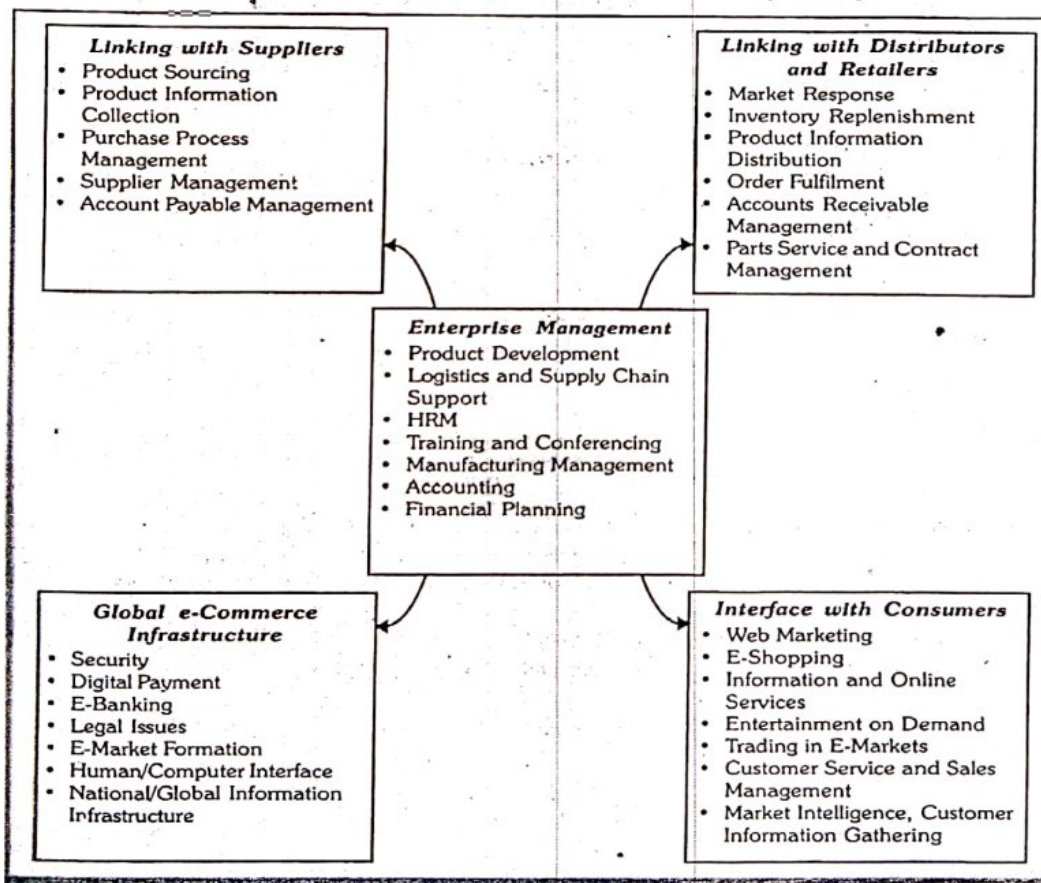 Linking with Suppliers
• Product Sourcing
• Product Information
Collection
• Purchase Process
Management
• Supplier Management
• Account Payable Management
Linking with Distributors
and Retailers
• Market Response
• Inventory Replenishment
• Product Information
Distribution
• Order Fulfilment
• Accounts Receivable
Management
• Parts Service and Contract
Management
Enterprise Management
• Product Development
• Logistics and Supply Chain
Support
• HRM
• Training and Conferencing
• Manufacturing Management
• Accounting
• Financial Planning
Global e-Commerce
Infrastructure
• Security
• Digital Payment
• E-Banking
• Legal Issues
• E-Market Formation
• Human/Computer Interface
• National/Global Information
Infrastructure
Interface with Consumers
• Web Marketing
• E-Shopping
• Information and Online
Services
• Entertainment on Demand
• Trading in E-Markets
• Customer Service and Sales
Management
• Market Intelligence, Customer
Information Gathering